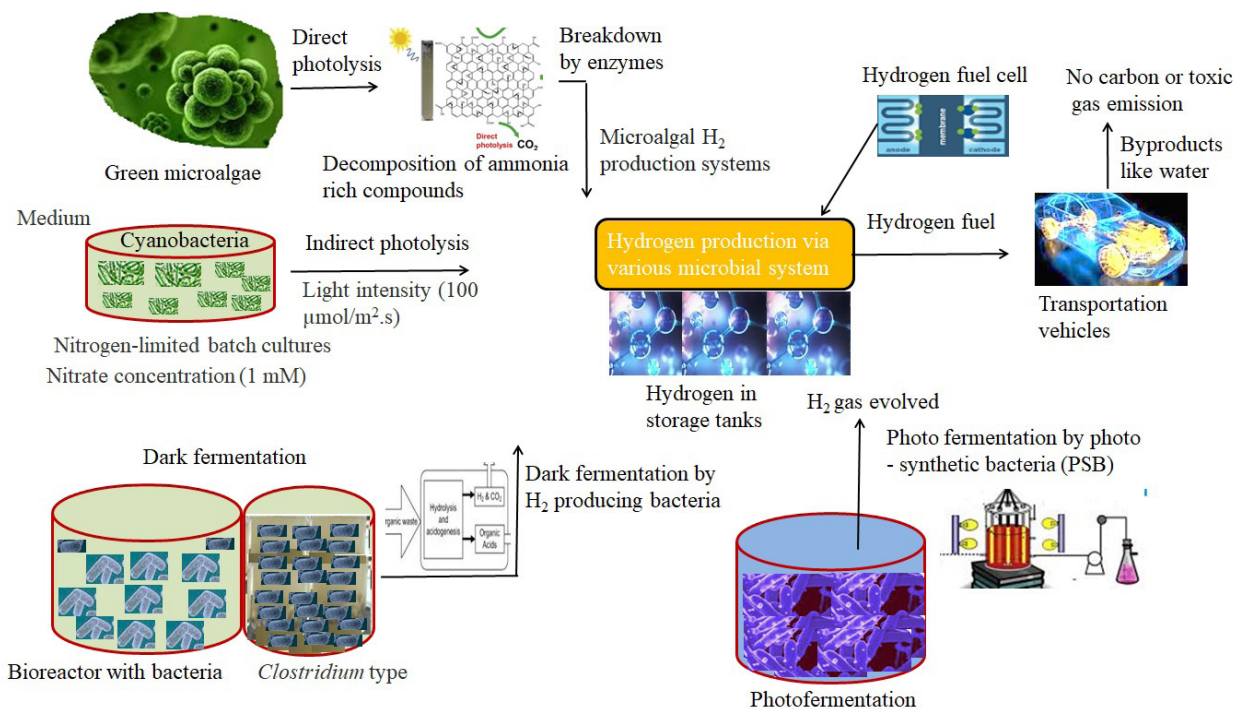 Direct
photolysis
Green microalgae
Direct
photolysis
CO2
Decomposition of ammonia
rich compounds
Breakdown
by enzymes
Microalgal H2
production systems
Hydrogen fuel cell
anode
membrane
cathode
No carbon or toxic
gas emission
Byproducts
like water
Medium
Cyanobacteria
Indirect photolysis
Light intensity (100
µmol/m².s)
Nitrogen-limited batch cultures
Nitrate concentration (1 mM)
Hydrogen production via
various microbial system
Hydrogen fuel
Transportation
vehicles
Hydrogen in
storage tanks
H2 gas evolved
Photo fermentation by photo
- synthetic bacteria (PSB)
Dark fermentation
rganic waste
Hydrolysis
and
acidogenesis
H2 & CO2
Organic
Acids
Dark fermentation by
H2 producing bacteria
Bioreactor with bacteria
Clostridium type
Photofermentation